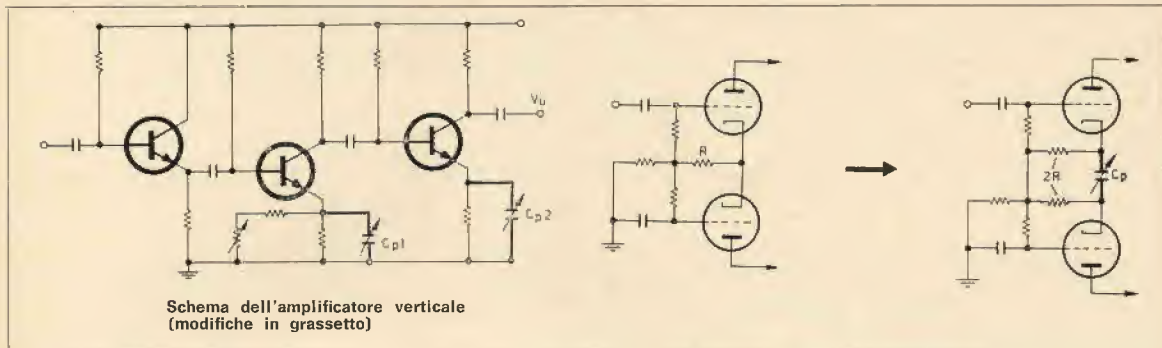 Vu
Cp1
Cp2
R
2R
Cp
Schema dell'amplificatore verticale
(modifiche in grassetto)